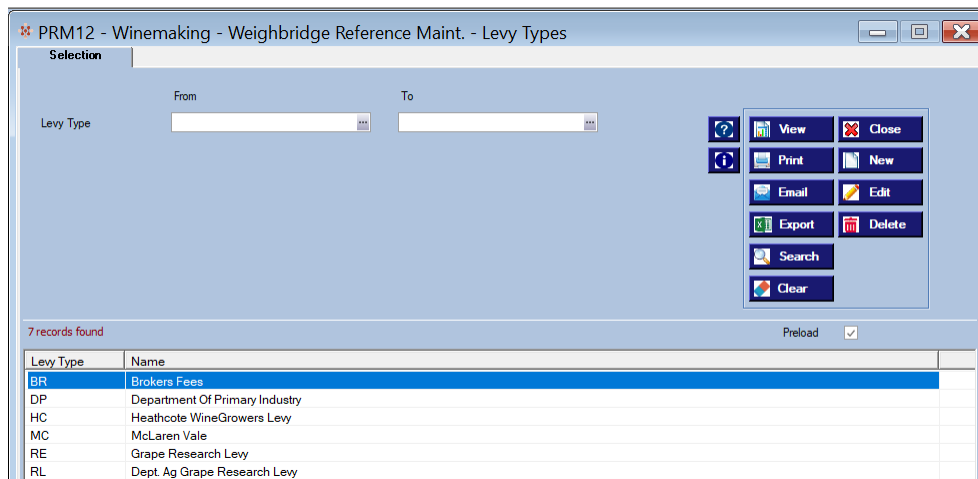 PRM12 - Winemaking - Weighbridge Reference Maint. - Levy Types
Selection
From To
Levy Type
? View Close
i Print New
Email Edit
Export Delete
Search
Clear
7 records found Preload
Levy Type Name
BR Brokers Fees
DP Department Of Primary Industry
HC Heathcote WineGrowers Levy
MC McLaren Vale
RE Grape Research Levy
RL Dept. Ag Grape Research Levy